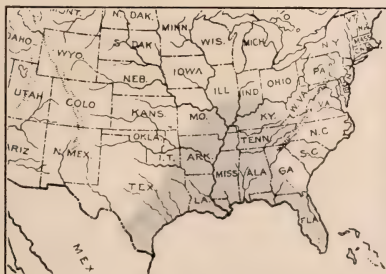 MONT.
N. DAK.
MINN.
IDAHO
WYO.
S. DAK.
WIS.
MICH.
N.Y.
V.T.
MASS
NEB.
IOWA
ILL
IND
OHIO
PA
UTAH
COLO
KANS.
MO.
KY.
W.VA.
VA.
ARIZ
N. MEX.
OKLA.
I.T.
ARK.
TENN.
N.C.
S.C.
TEX.
LA.
MISS
ALA
GA
FLA
MEX